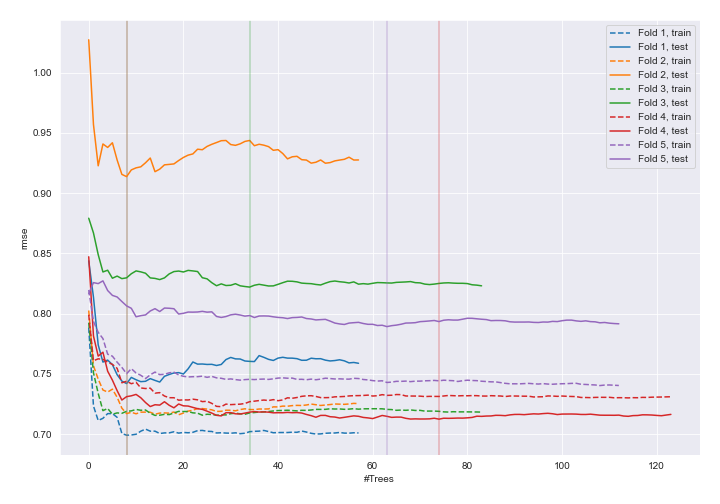 1.00
0.95
0.90
0.85
0.80
0.75
0.70
rmse
0 20 40 60 80 100 120
#Trees
Fold 1, train
Fold 1, test
Fold 2, train
Fold 2, test
Fold 3, train
Fold 3, test
Fold 4, train
Fold 4, test
Fold 5, train
Fold 5, test